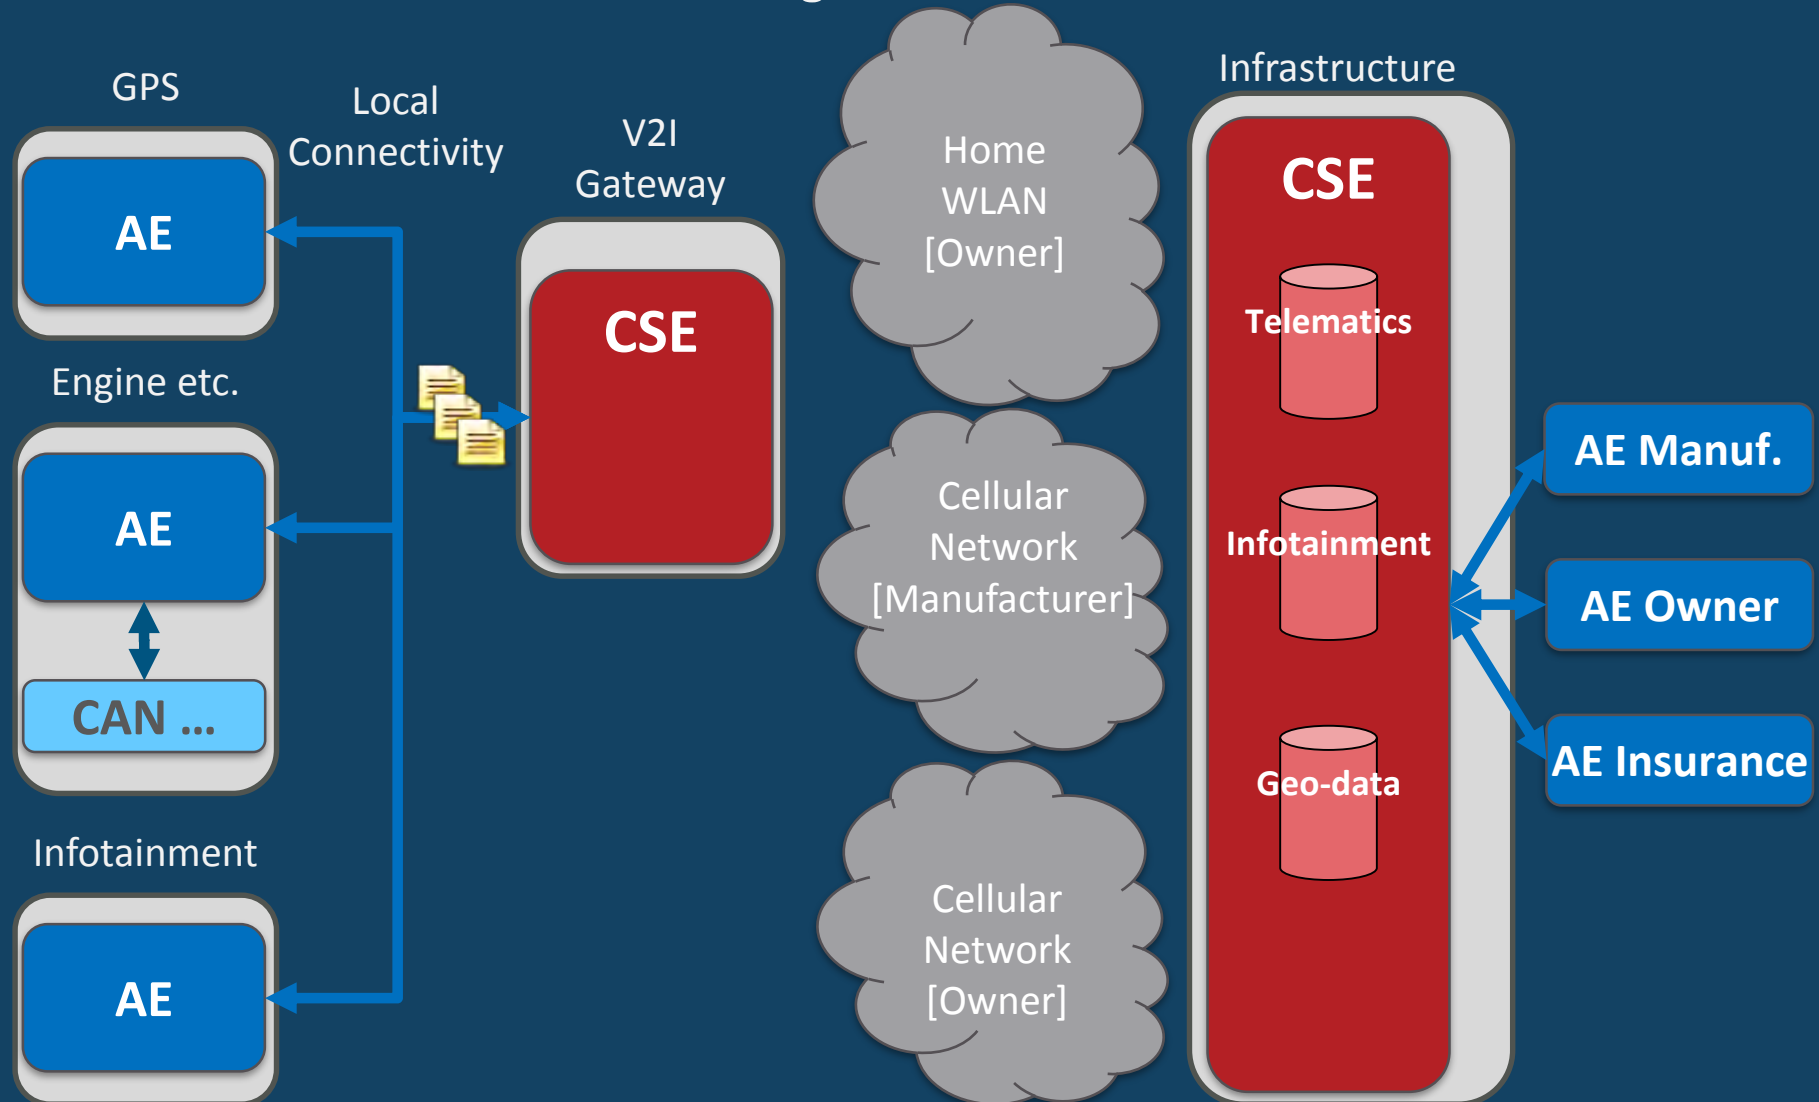 GPS
AE
Local
Connectivity
V2I
Gateway
CSE
Engine etc.
AE
CAN ...
Infotainment
AE
Home
WLAN
[Owner]
Cellular
Network
[Manufacturer]
Cellular
Network
[Owner]
Infrastructure
CSE
Telematics
Infotainment
Geo-data
AE Manuf.
AE Owner
AE Insurance